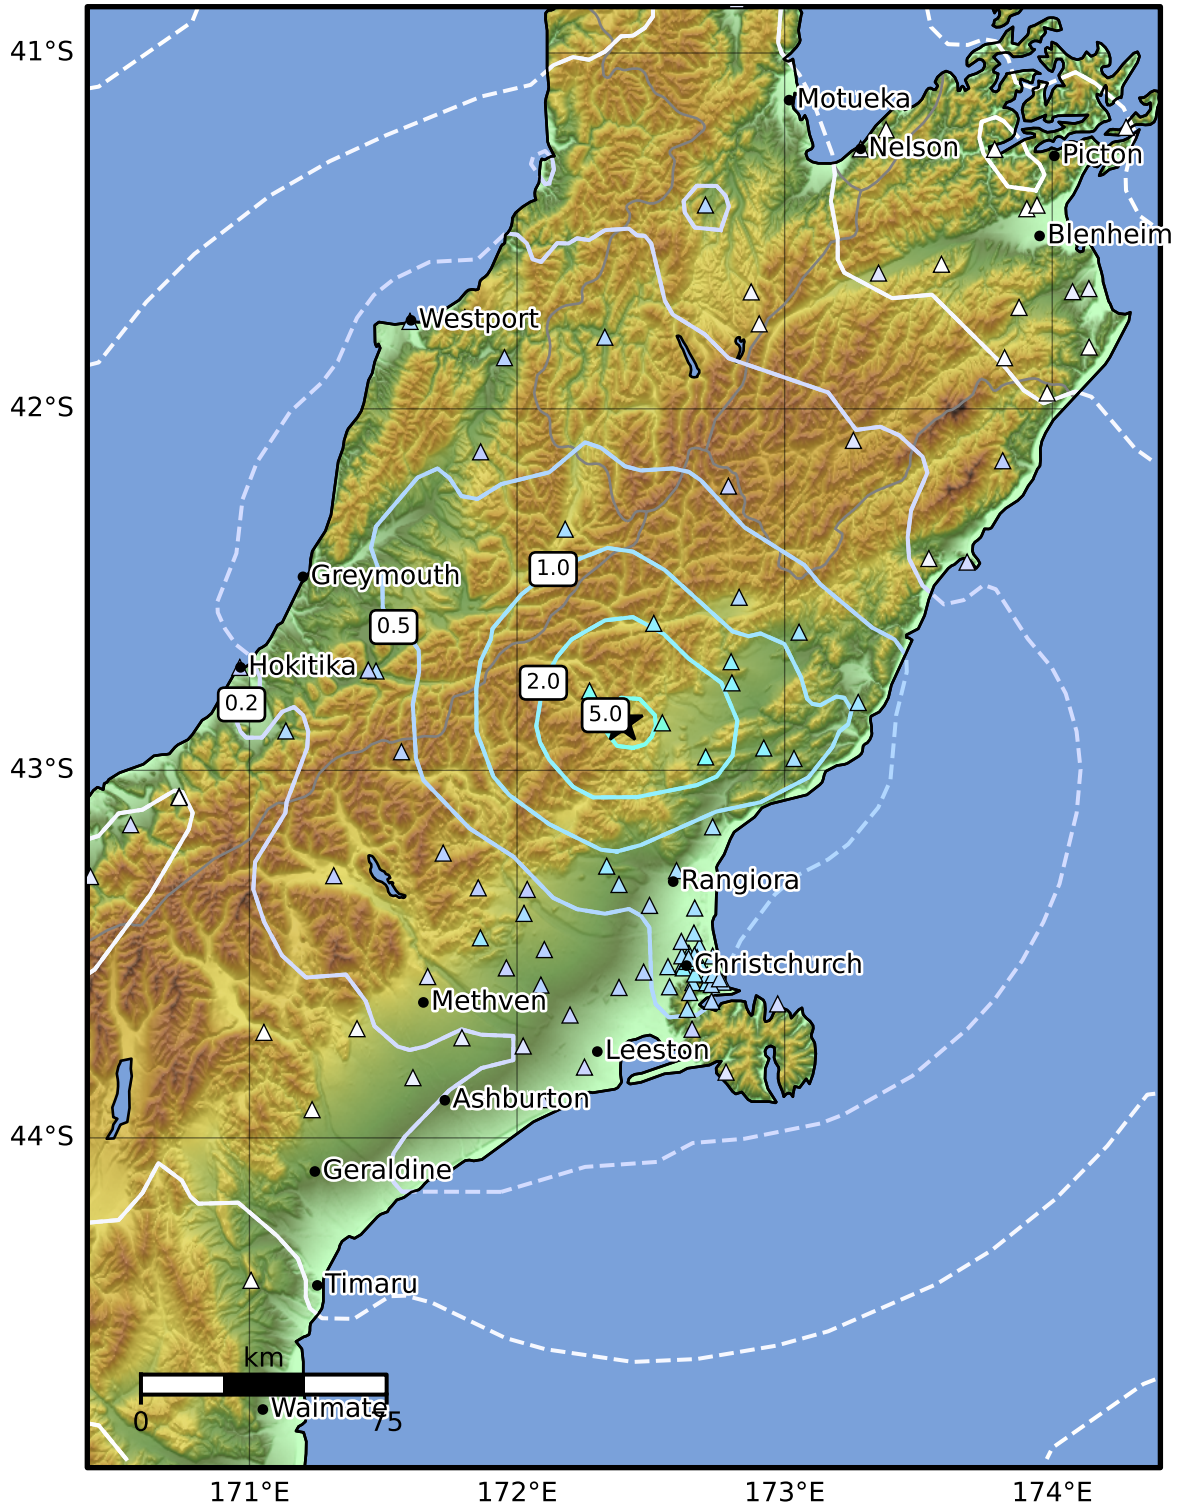 41°S
Motueka
Nelson
Picton
Blenheim
Westport
42°S
1.0
Greymouth
0.5
Hokitika
2.0
0.2
5.0
43°S
Rangiora
Christchurch
Methven
Leeston
Ashburton
44°S
Geraldine
Timaru
km
Waimate
0 75
171°E 172°E 173°E 174°E